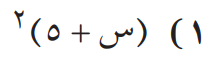 ١) (س + ٥)٢